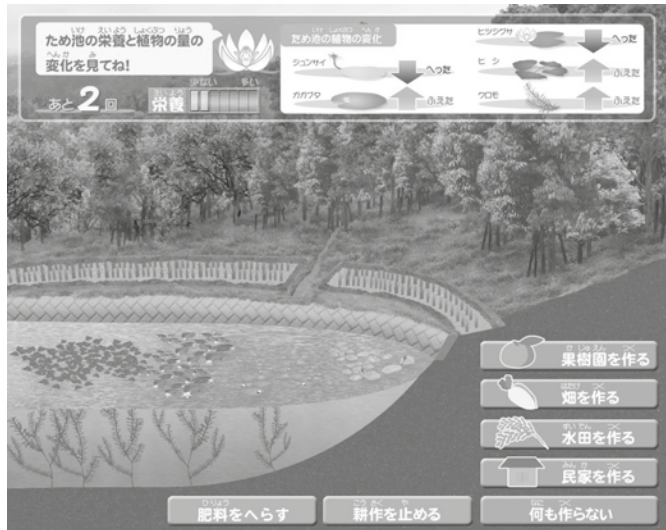 ため池の栄養と植物の量の
変化を見てね!
あと2回
栄養
少ない 多い
ため池の植物の変化
ジュンサイ
へった
ガガブタ
ふえた
ヒツジグサ
へった
ヒシ
ふえた
クロモ
ふえた
果樹園を作る
畑を作る
水田を作る
民家を作る
肥料をへらす
耕作を止める
何も作らない